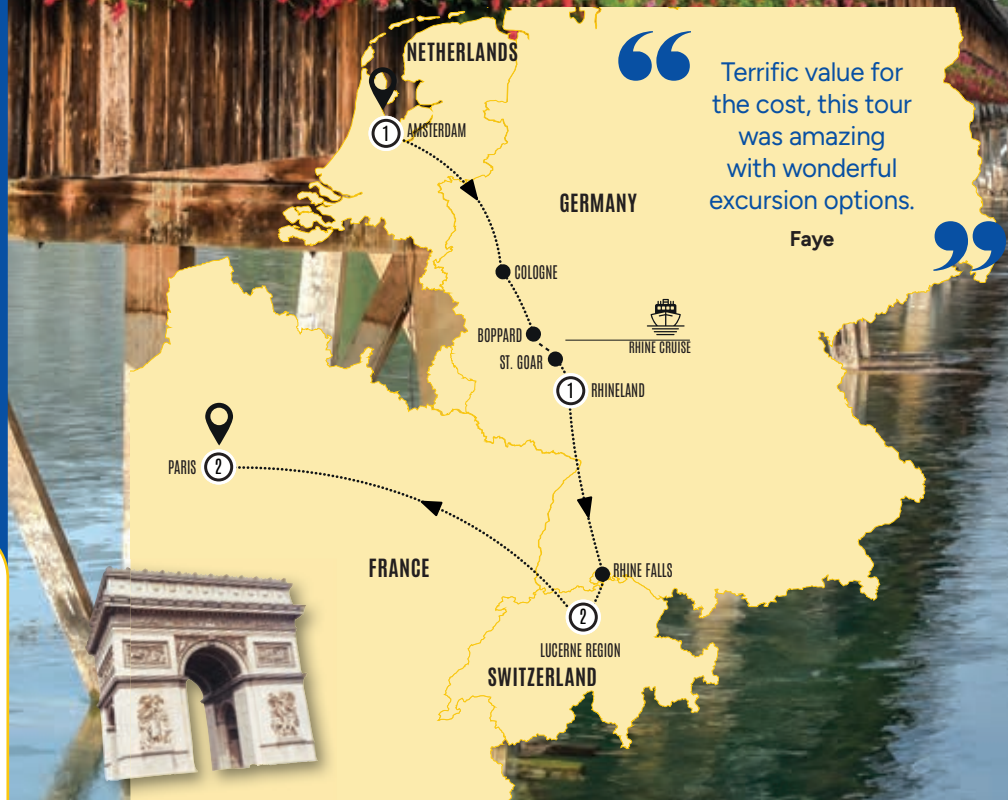 NETHERLANDS
1
AMSTERDAM
“
Terrific value for
the cost, this tour
was amazing
with wonderful
excursion options.
Faye
”
GERMANY
COLOGNE
BOPPARD
RHINE CRUISE
ST. GOAR
1
RHINELAND
PARIS
2
FRANCE
RHINE FALLS
2
LUCERNE REGION
SWITZERLAND